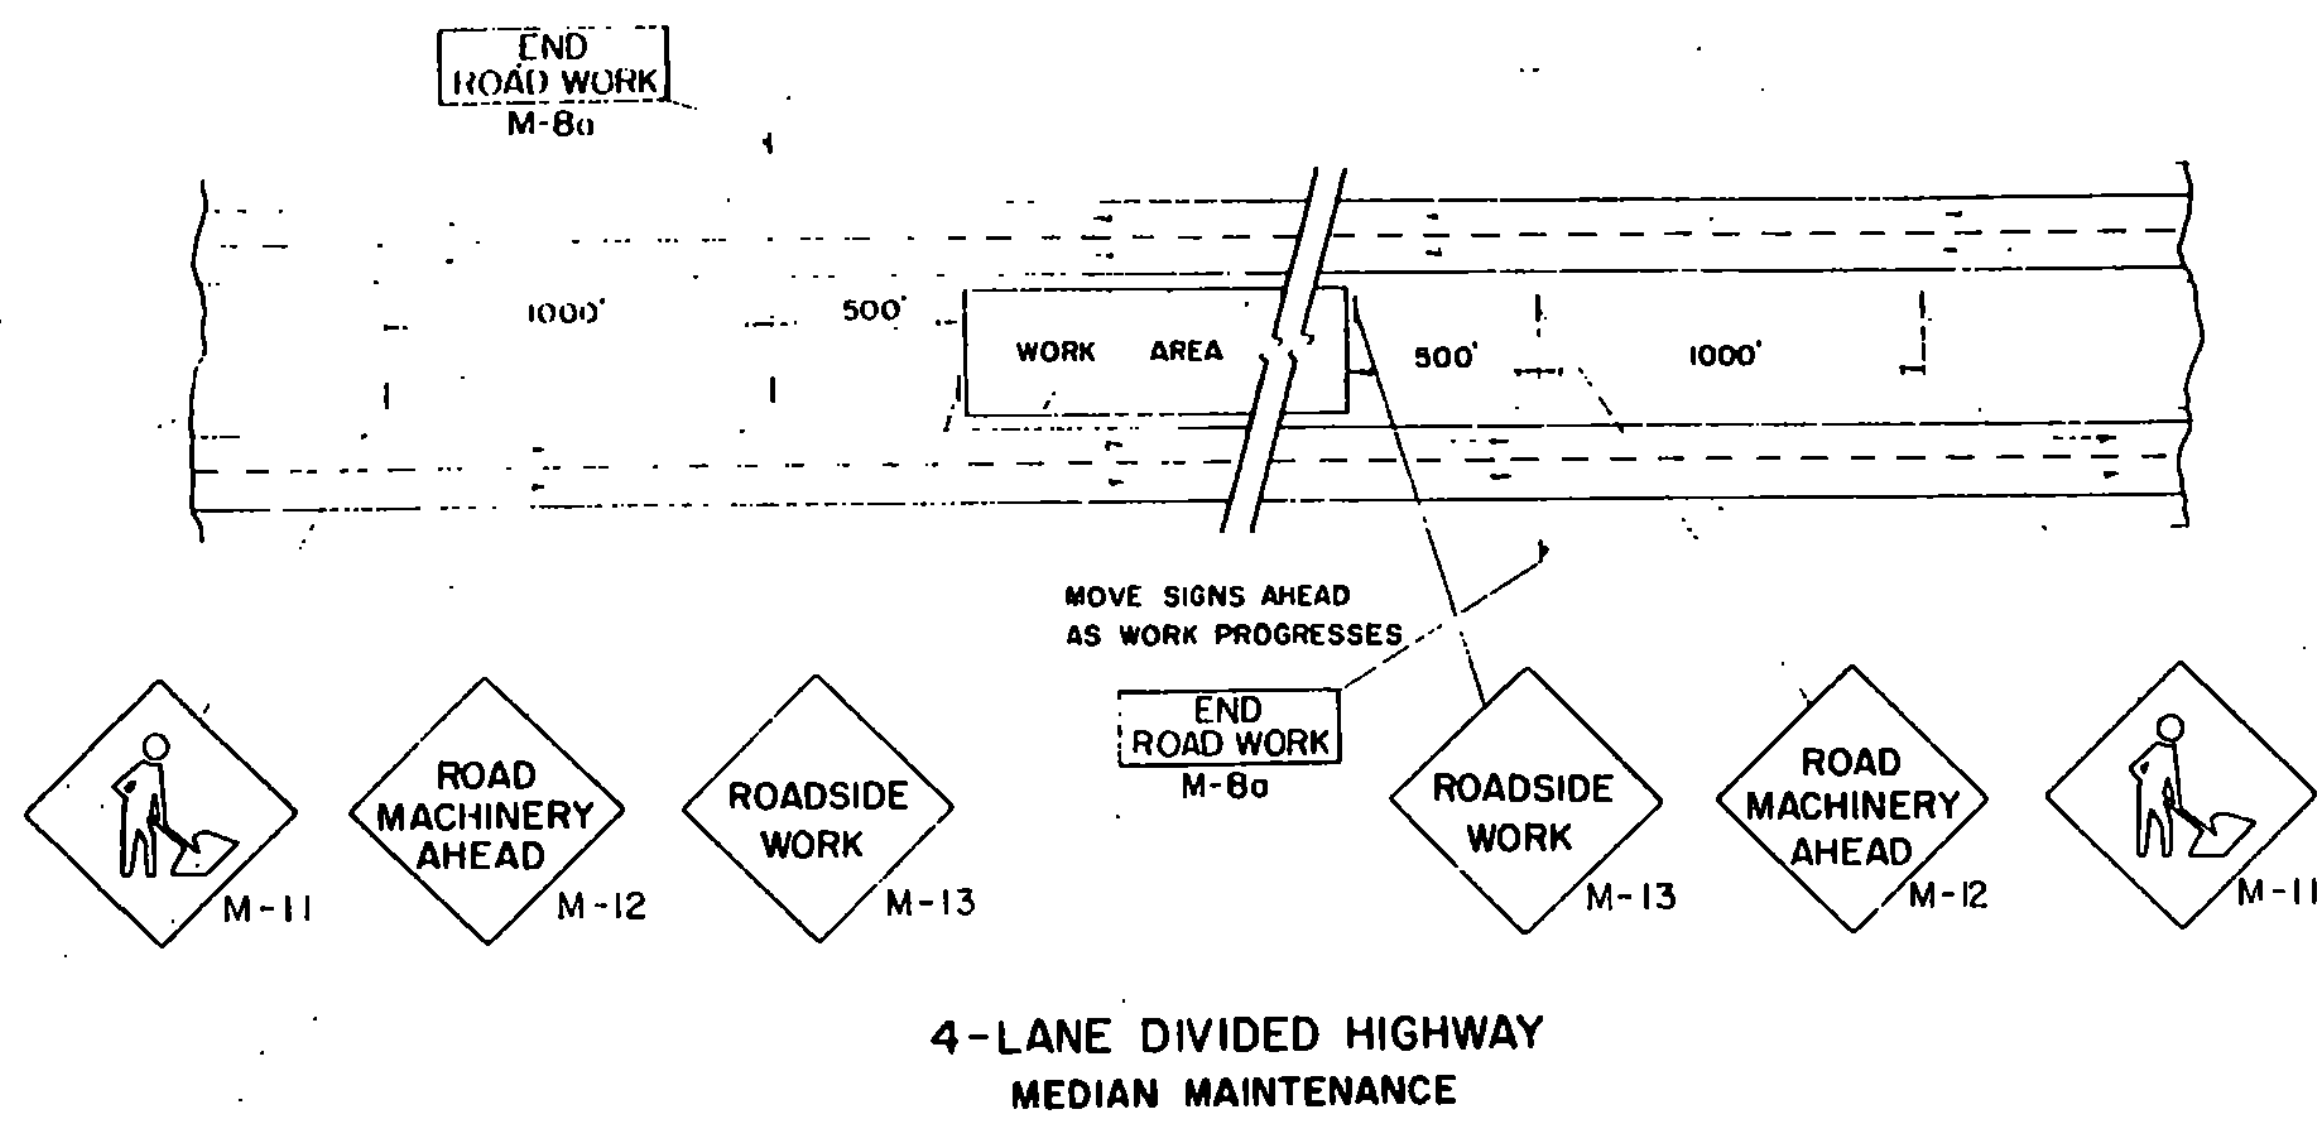 END
ROAD WORK
M-8a
1000'
500'
WORK AREA
500'
1000'
MOVE SIGNS AHEAD
AS WORK PROGRESSES
END
ROAD WORK
M-8a
ROAD
MACHINERY
AHEAD
ROADSIDE
WORK
ROADSIDE
WORK
ROAD
MACHINERY
AHEAD
M-11
M-12
M-13
M-13
M-12
M-11
4-LANE DIVIDED HIGHWAY
MEDIAN MAINTENANCE